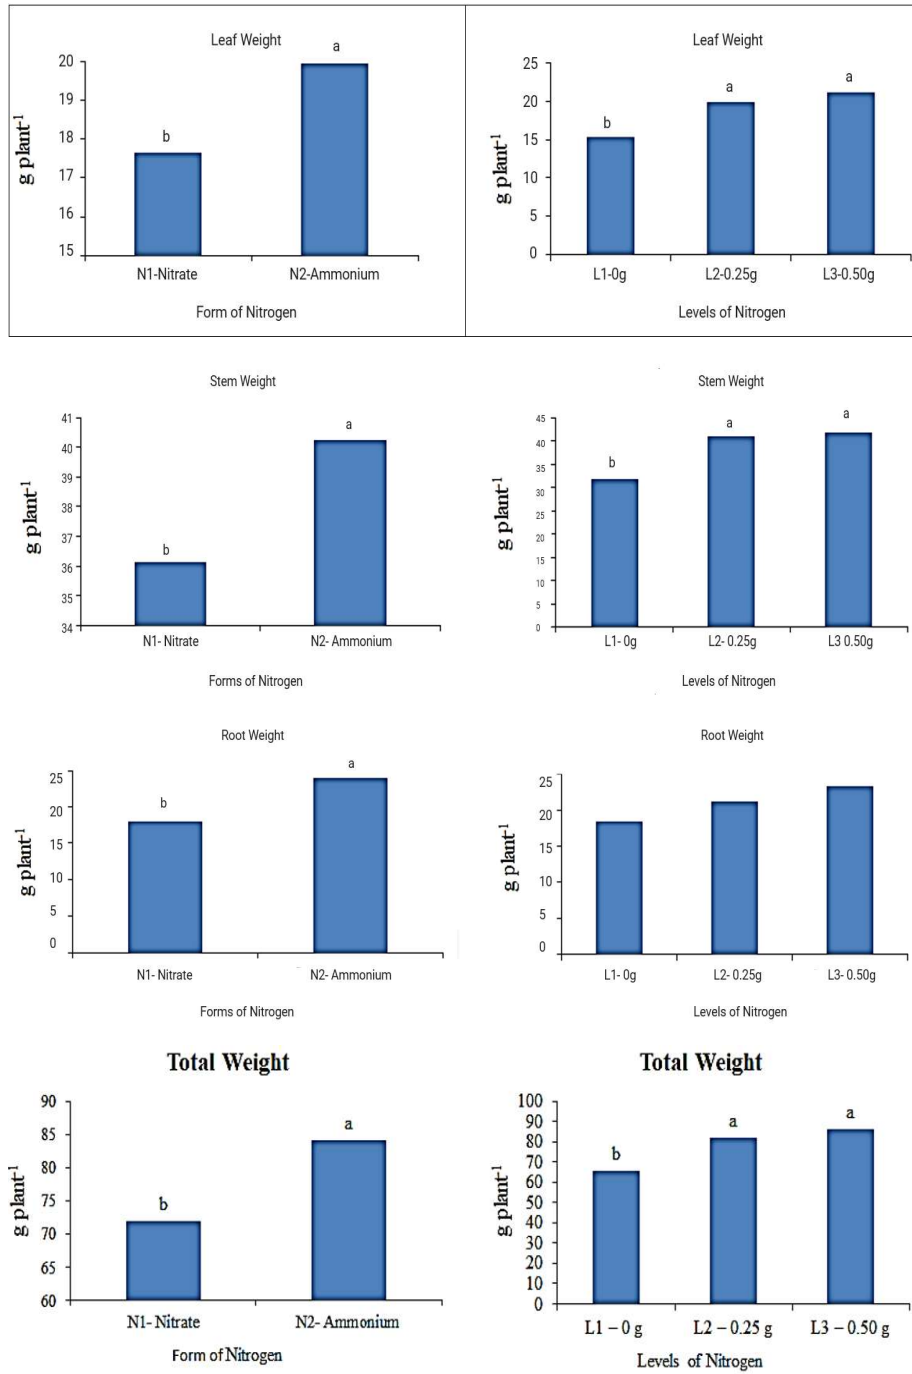 Leaf Weight
a
b
20
19
18
17
16
15
g plant-1
N1-Nitrate N2-Ammonium
Form of Nitrogen
Leaf Weight
a
a
b
25
20
15
10
5
0
g plant-1
L1-0g L2-0.25g L3-0.50g
Levels of Nitrogen
Stem Weight
a
b
41
40
39
38
37
36
35
34
g plant-1
N1- Nitrate N2- Ammonium
Forms of Nitrogen
Stem Weight
a
a
b
45
40
35
30
25
20
15
10
5
0
g plant-1
L1- 0g L2- 0.25g L3 0.50g
Levels of Nitrogen
Root Weight
a
b
25
20
15
10
5
0
g plant-1
N1- Nitrate N2- Ammonium
Forms of Nitrogen
Root Weight
25
20
15
10
5
0
g plant-1
L1- 0g L2- 0.25g L3- 0.50g
Levels of Nitrogen
Total Weight
a
b
90
85
80
75
70
65
60
g plant-1
N1- Nitrate N2- Ammonium
Form of Nitrogen
Total Weight
a
a
b
100
90
80
70
60
50
40
30
20
10
0
g plant-1
L1 – 0 g L2 – 0.25 g L3 – 0.50 g
Levels of Nitrogen